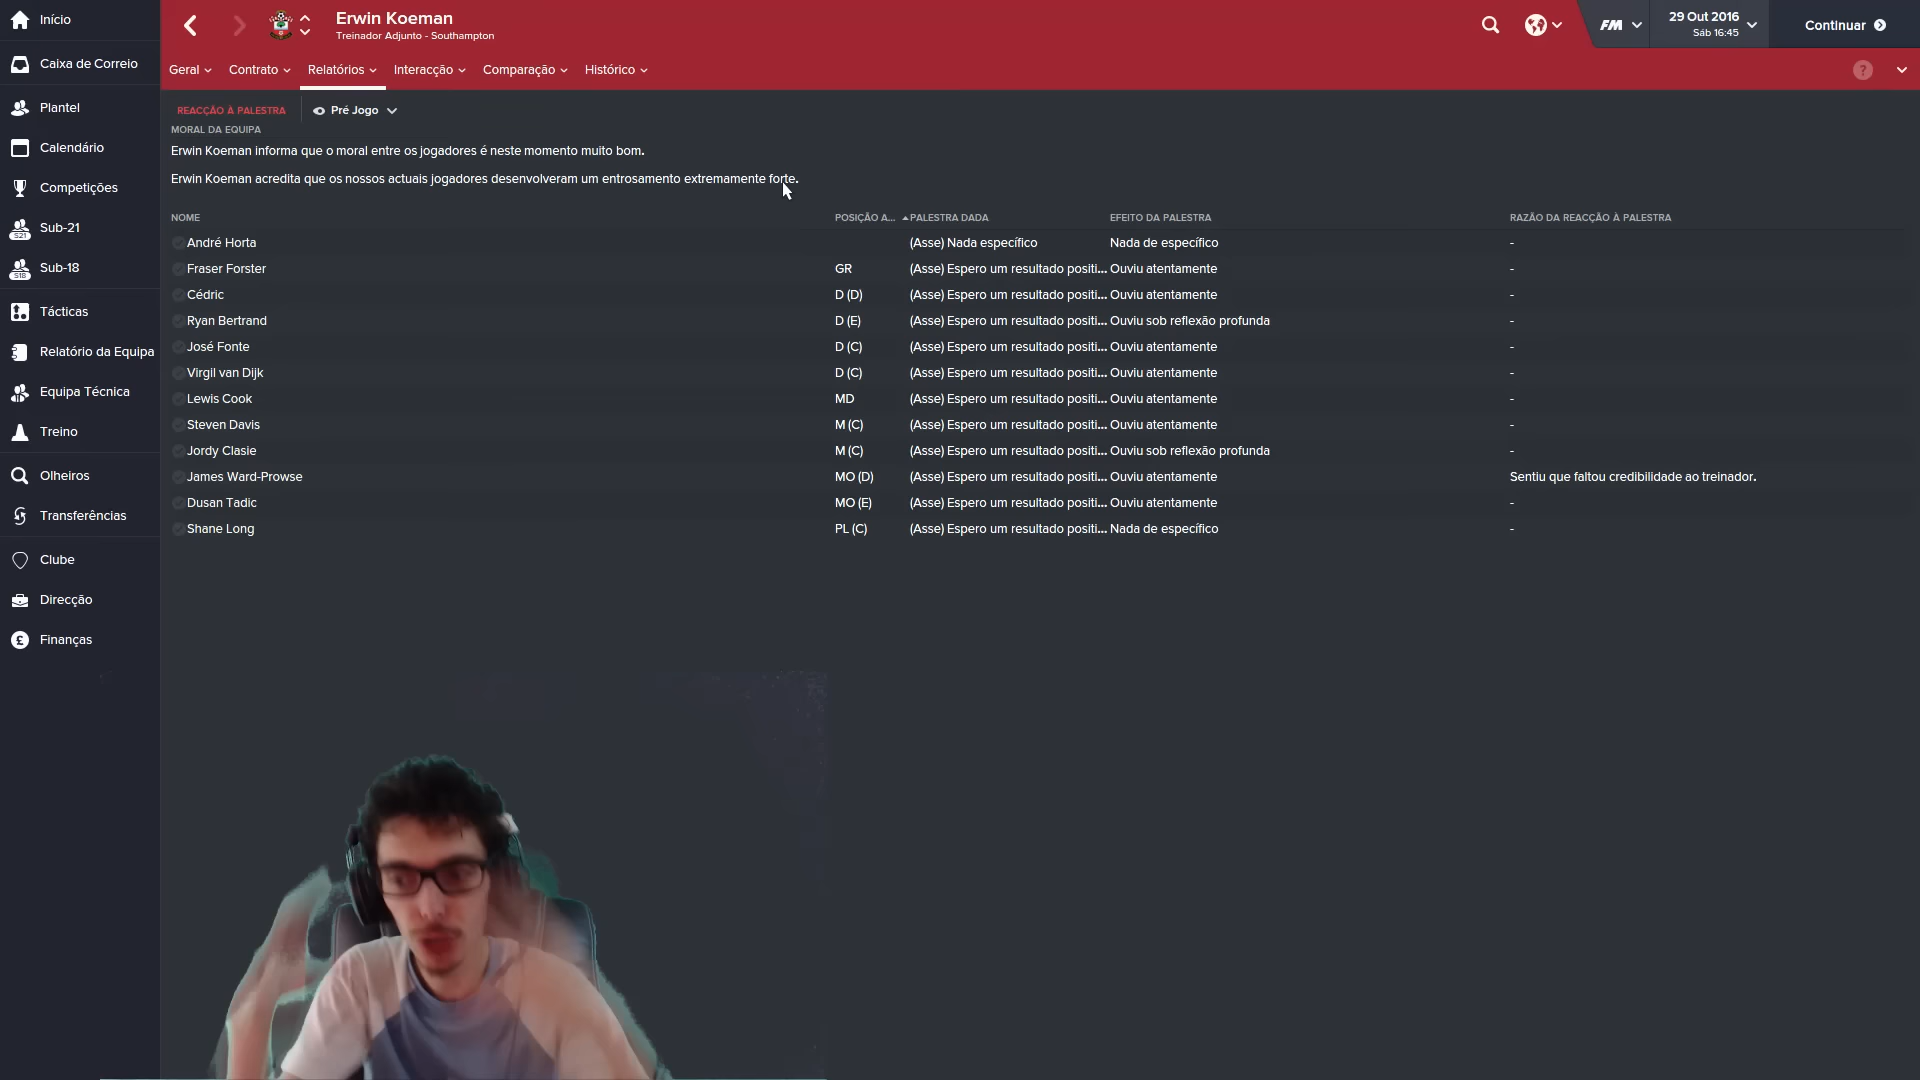 Início
Caixa de Correio
Plantel
Calendário
Competições
S21
Sub-21
S18
Sub-18
Tácticas
Relatório da Equipa
Equipa Técnica
Treino
Olheiros
Transferências
Clube
Direcção
£
Finanças
Erwin Koeman
Treinador Adjunto - Southampton
FM
29 Out 2016
Sáb 16:45
Continuar
Geral
Contrato
Relatórios
Interacção
Comparação
Histórico
?
REACÇÃO À PALESTRA
Pré Jogo
MORAL DA EQUIPA
Erwin Koeman informa que o moral entre os jogadores é neste momento muito bom.
Erwin Koeman acredita que os nossos actuais jogadores desenvolveram um entrosamento extremamente forte.
NOME POSIÇÃO A... PALESTRA DADA EFEITO DA PALESTRA RAZÃO DA REACÇÃO À PALESTRA
André Horta (Asse) Nada específico Nada de específico -
Fraser Forster GR (Asse) Espero um resultado positi... Ouviu atentamente -
Cédric D (D) (Asse) Espero um resultado positi... Ouviu atentamente -
Ryan Bertrand D (E) (Asse) Espero um resultado positi... Ouviu sob reflexão profunda -
José Fonte D (C) (Asse) Espero um resultado positi... Ouviu atentamente -
Virgil van Dijk D (C) (Asse) Espero um resultado positi... Ouviu atentamente -
Lewis Cook MD (Asse) Espero um resultado positi... Ouviu atentamente -
Steven Davis M (C) (Asse) Espero um resultado positi... Ouviu atentamente -
Jordy Clasie M (C) (Asse) Espero um resultado positi... Ouviu sob reflexão profunda -
James Ward-Prowse MO (D) (Asse) Espero um resultado positi... Ouviu atentamente Sentiu que faltou credibilidade ao treinador.
Dusan Tadic MO (E) (Asse) Espero um resultado positi... Ouviu atentamente -
Shane Long PL (C) (Asse) Espero um resultado positi... Nada de específico -